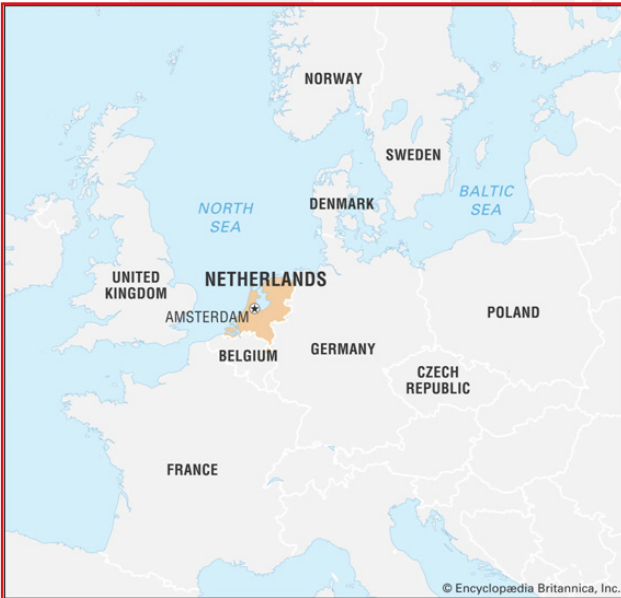 NORWAY
SWEDEN
BALTIC
SEA
DENMARK
NORTH
SEA
UNITED
KINGDOM
NETHERLANDS
AMSTERDAM
POLAND
BELGIUM
GERMANY
CZECH
REPUBLIC
FRANCE
© Encyclopædia Britannica, Inc.